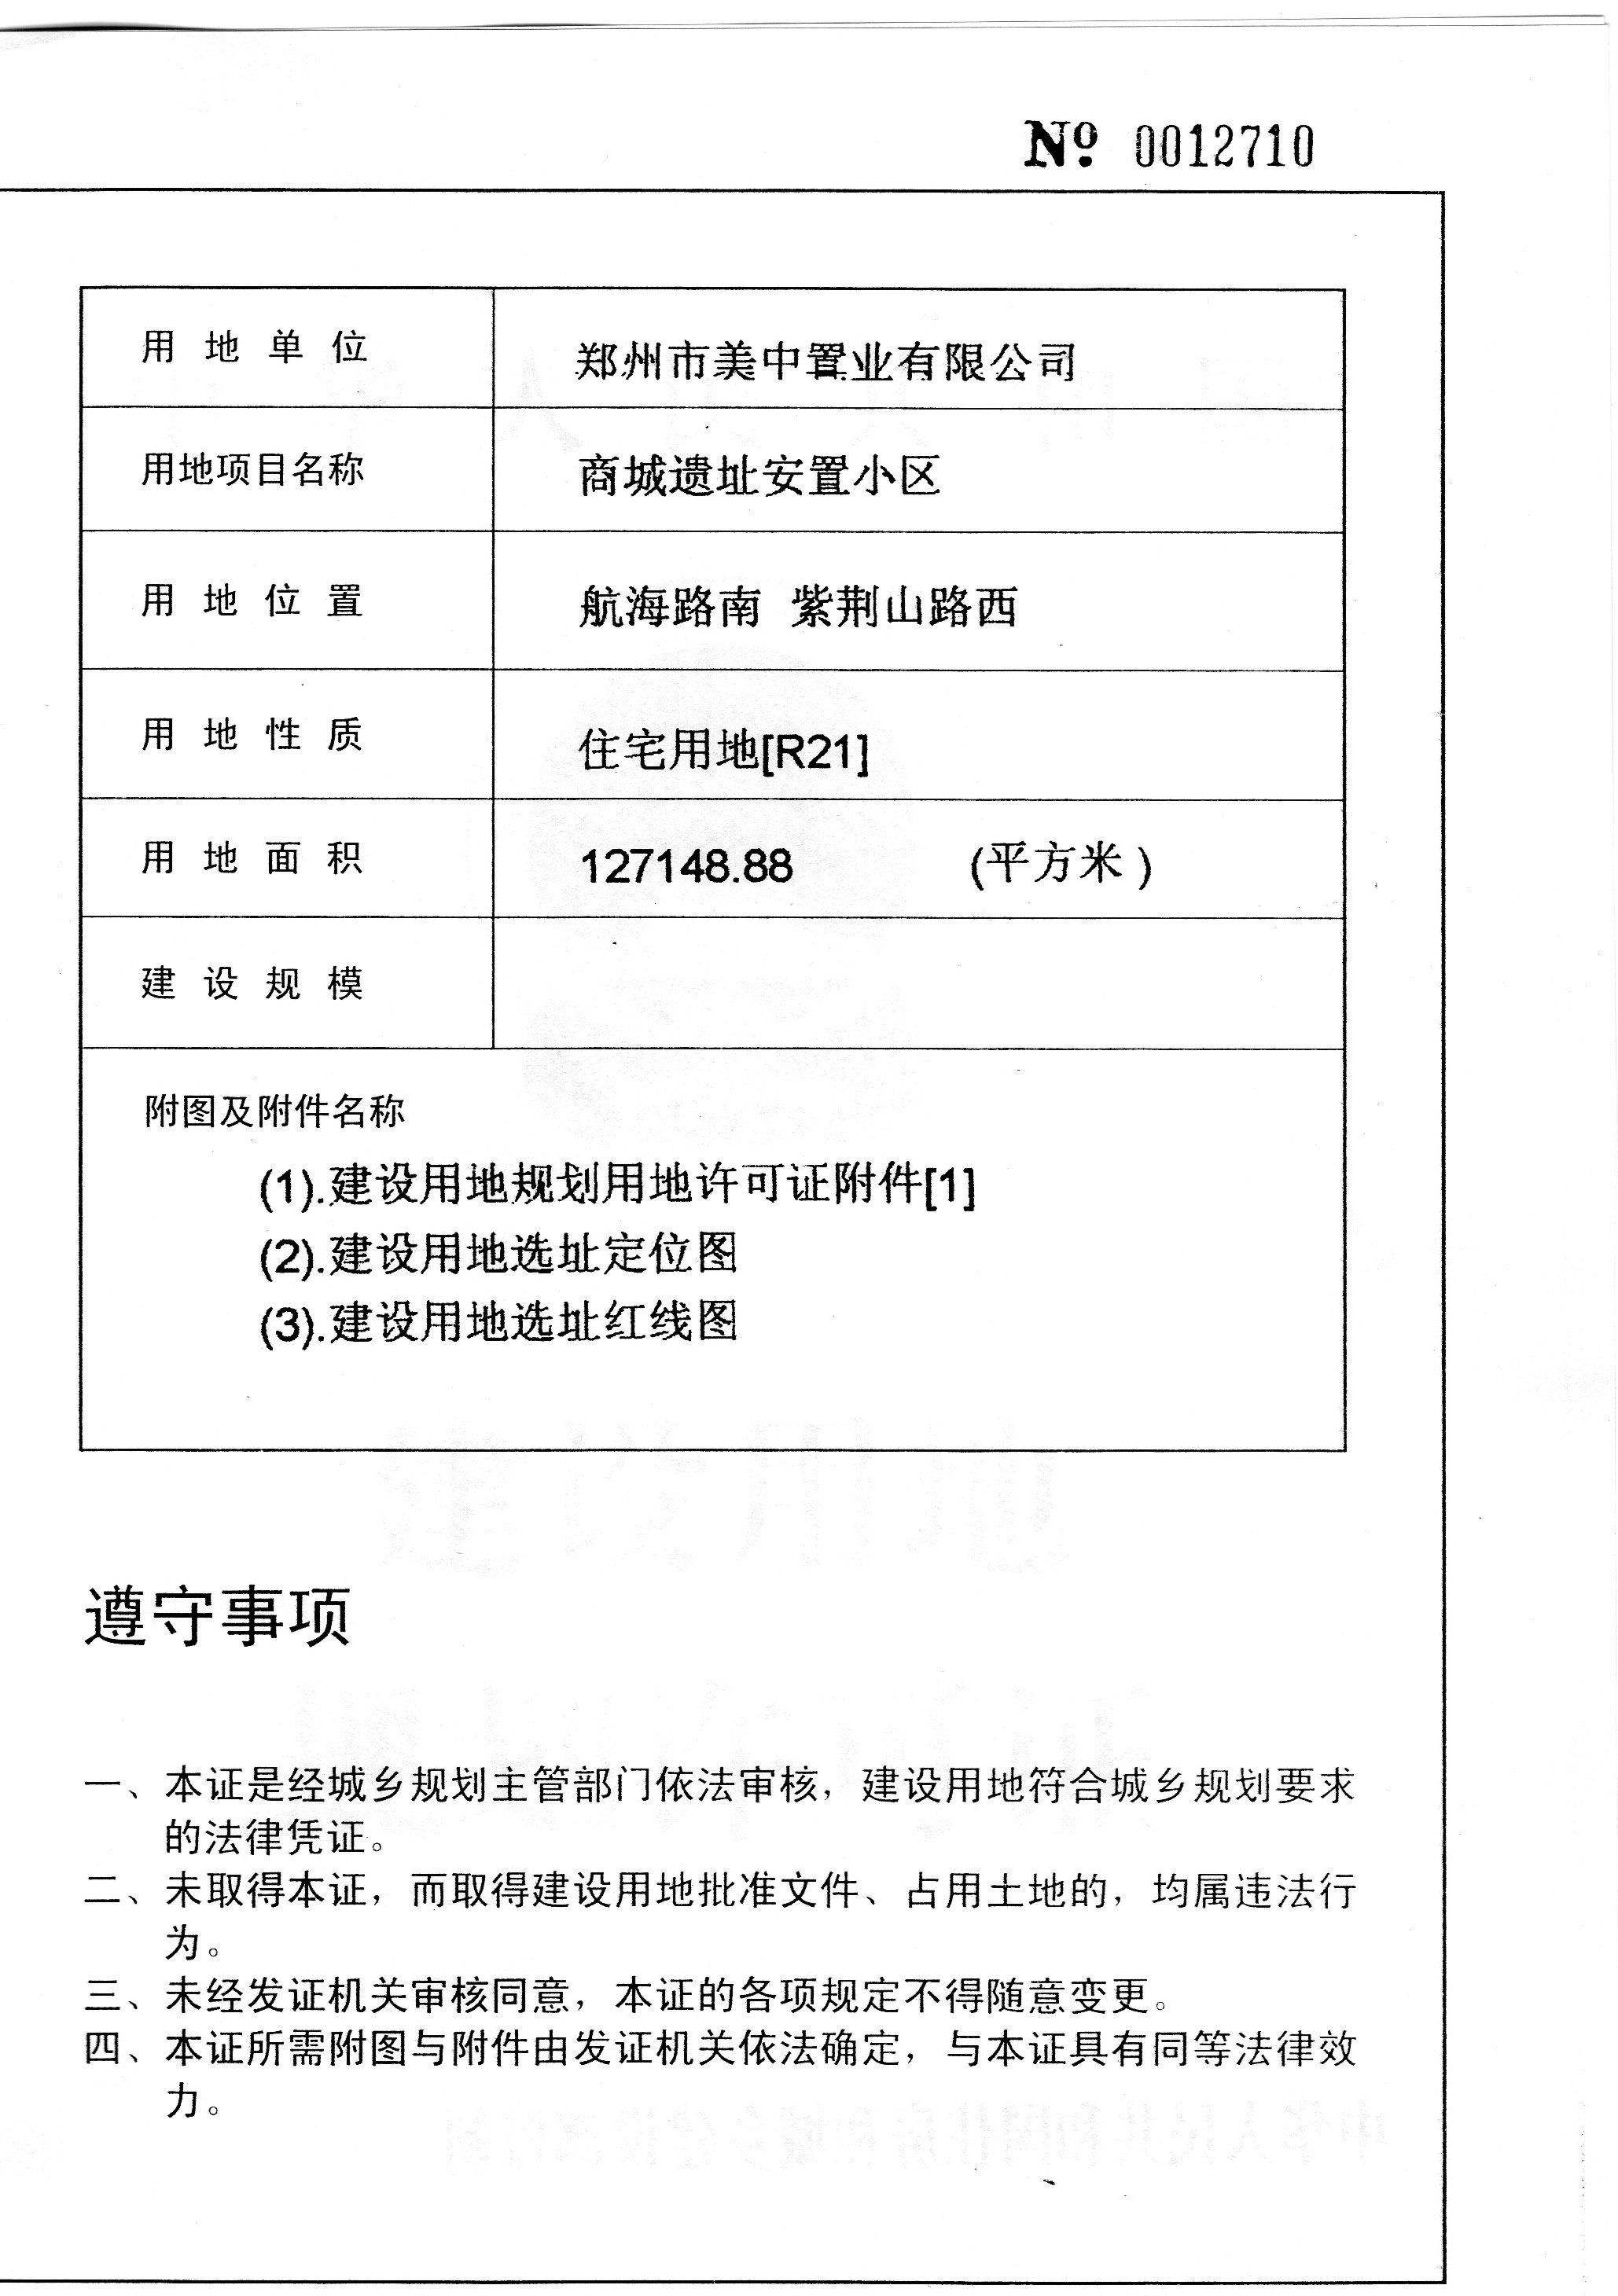 Nº 0012710
用地单位 郑州市美中置业有限公司
用地项目名称 商城遗址安置小区
用地位置 航海路南 紫荆山路西
用地性质 住宅用地[R21]
用地面积 127148.88 (平方米)
建设规模
附图及附件名称
(1).建设用地规划用地许可证附件[1]
(2).建设用地选址定位图
(3).建设用地选址红线图
遵守事项
一、本证是经城乡规划主管部门依法审核，建设用地符合城乡规划要求
的法律凭证。
二、未取得本证，而取得建设用地批准文件、占用土地的，均属违法行
为。
三、未经发证机关审核同意，本证的各项规定不得随意变更。
四、本证所需附图与附件由发证机关依法确定，与本证具有同等法律效
力。